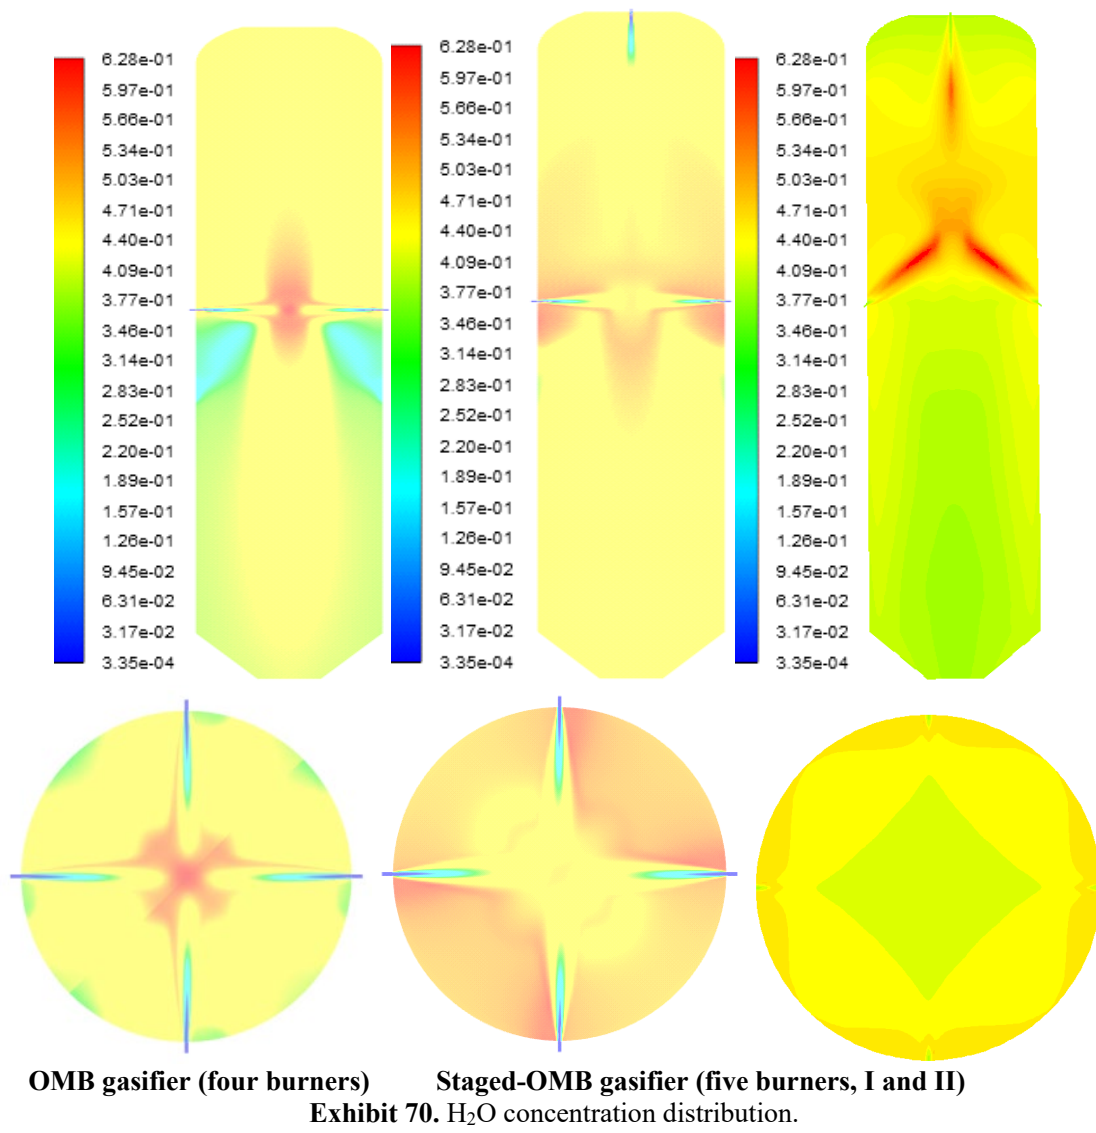 6.28e-01
5.97e-01
5.66e-01
5.34e-01
5.03e-01
4.71e-01
4.40e-01
4.09e-01
3.77e-01
3.46e-01
3.14e-01
2.83e-01
2.52e-01
2.20e-01
1.89e-01
1.57e-01
1.26e-01
9.45e-02
6.31e-02
3.17e-02
3.35e-04
6.28e-01
5.97e-01
5.66e-01
5.34e-01
5.03e-01
4.71e-01
4.40e-01
4.09e-01
3.77e-01
3.46e-01
3.14e-01
2.83e-01
2.52e-01
2.20e-01
1.89e-01
1.57e-01
1.26e-01
9.45e-02
6.31e-02
3.17e-02
3.35e-04
6.28e-01
5.97e-01
5.66e-01
5.34e-01
5.03e-01
4.71e-01
4.40e-01
4.09e-01
3.77e-01
3.46e-01
3.14e-01
2.83e-01
2.52e-01
2.20e-01
1.89e-01
1.57e-01
1.26e-01
9.45e-02
6.31e-02
3.17e-02
3.35e-04
OMB gasifier (four burners) Staged-OMB gasifier (five burners, I and II)
Exhibit 70. H₂O concentration distribution.